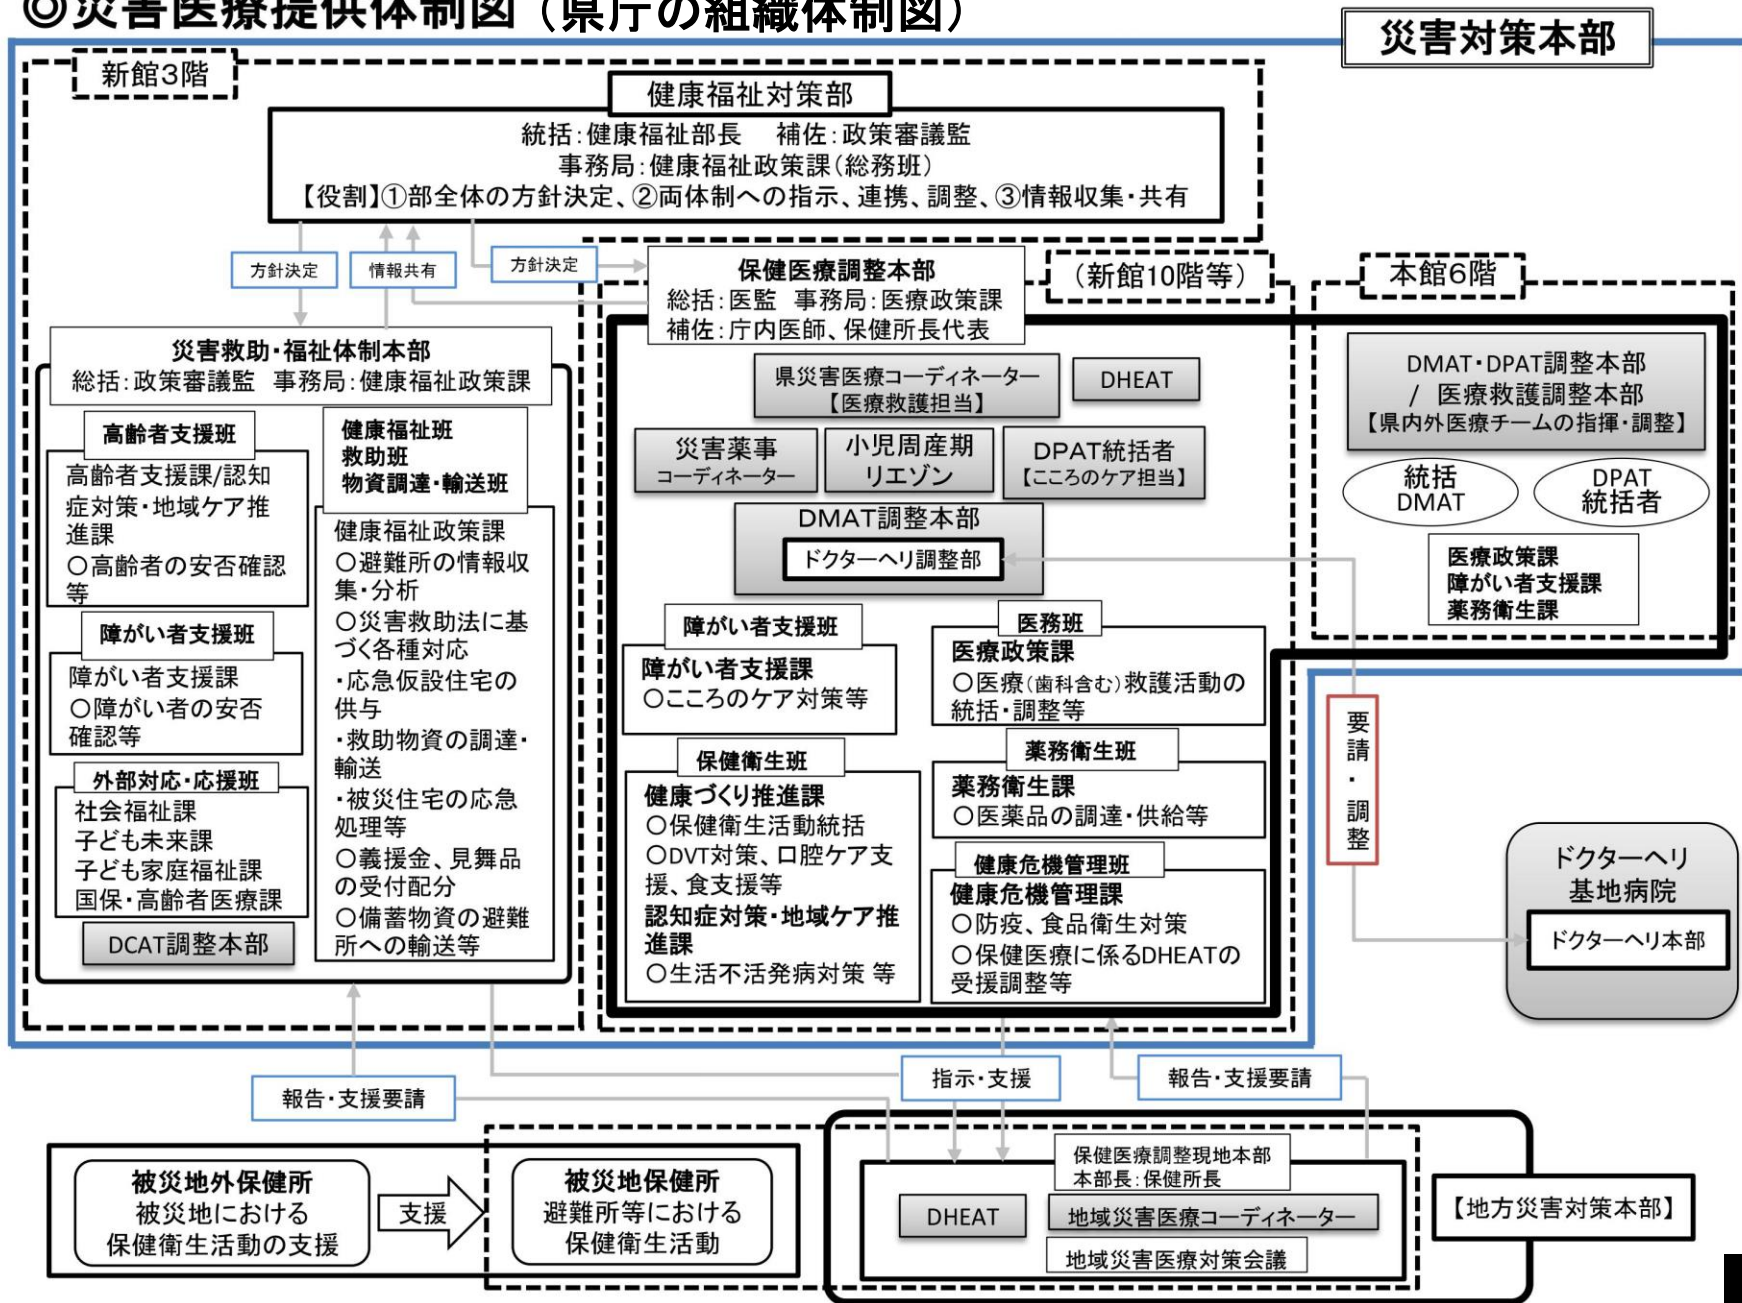 ◎災害医療提供体制図（県庁の組織体制図）
災害対策本部
新館3階
健康福祉対策部
統括：健康福祉部長　補佐：政策審議監
事務局：健康福祉政策課（総務班）
【役割】①部全体の方針決定、②両体制への指示、連携、調整、③情報収集・共有
方針決定
情報共有
方針決定
災害救助・福祉体制本部
総括：政策審議監　事務局：健康福祉政策課
高齢者支援班
高齢者支援課/認知
症対策・地域ケア推
進課
○高齢者の安否確認
等
障がい者支援班
障がい者支援課
○障がい者の安否
確認等
外部対応・応援班
社会福祉課
子ども未来課
子ども家庭福祉課
国保・高齢者医療課
DCAT調整本部
健康福祉班
救助班
物資調達・輸送班
健康福祉政策課
○避難所の情報収
集・分析
○災害救助法に基
づく各種対応
・応急仮設住宅の
供与
・救助物資の調達・
輸送
・被災住宅の応急
処理等
○義援金、見舞品
の受付配分
○備蓄物資の避難
所への輸送等
保健医療調整本部
総括：医監　事務局：医療政策課
補佐：庁内医師、保健所長代表
（新館10階等）
県災害医療コーディネーター
【医療救護担当】
DHEAT
災害薬事
コーディネーター
小児周産期
リエゾン
DPAT統括者
【こころのケア担当】
DMAT調整本部
ドクターヘリ調整部
障がい者支援班
障がい者支援課
○こころのケア対策等
保健衛生班
健康づくり推進課
○保健衛生活動統括
○DVT対策、口腔ケア支
援、食支援等
認知症対策・地域ケア推
進課
○生活不活発病対策 等
医務班
医療政策課
○医療（歯科含む）救護活動の
統括・調整等
薬務衛生班
薬務衛生課
○医薬品の調達・供給等
健康危機管理班
健康危機管理課
○防疫、食品衛生対策
○保健医療に係るDHEATの
受援調整等
本館6階
DMAT・DPAT調整本部
/ 医療救護調整本部
【県内外医療チームの指揮・調整】
統括
DMAT
DPAT
統括者
医療政策課
障がい者支援課
薬務衛生課
要請・調整
ドクターヘリ
基地病院
ドクターヘリ本部
報告・支援要請
指示・支援
報告・支援要請
被災地外保健所
被災地における
保健衛生活動の支援
支援
被災地保健所
避難所等における
保健衛生活動
保健医療調整現地本部
本部長：保健所長
DHEAT
地域災害医療コーディネーター
地域災害医療対策会議
【地方災害対策本部】